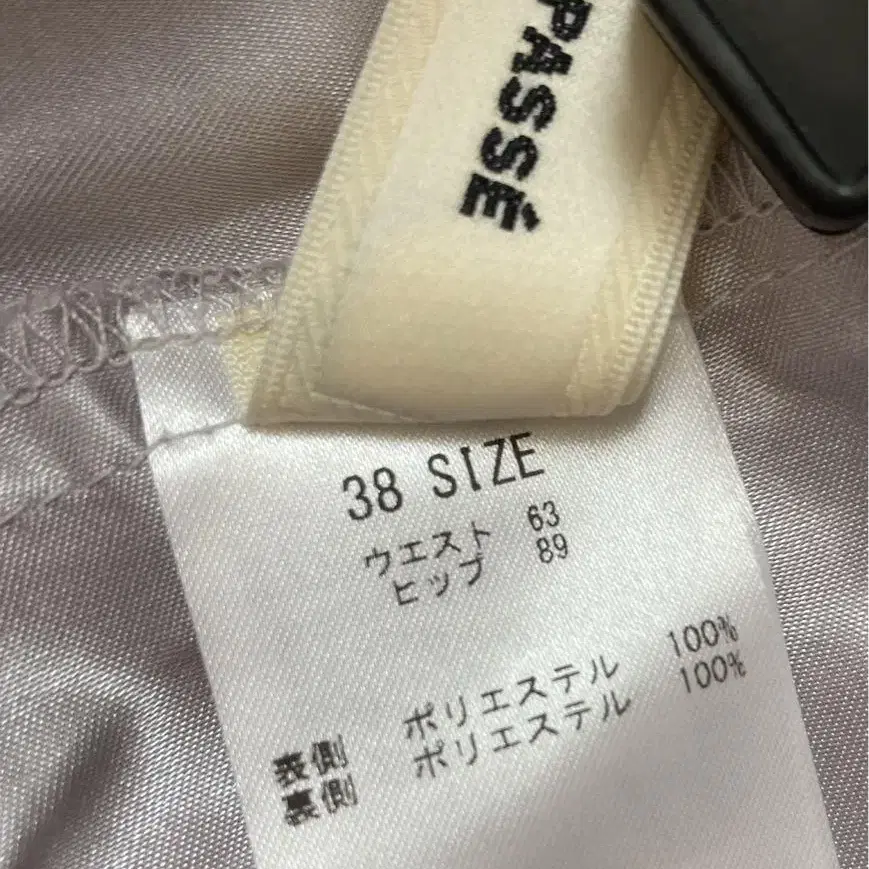 PASSÉ
38 SIZE
ウエスト 63
ヒップ 89
表側 ポリエステル 100%
裏側 ポリエステル 100%